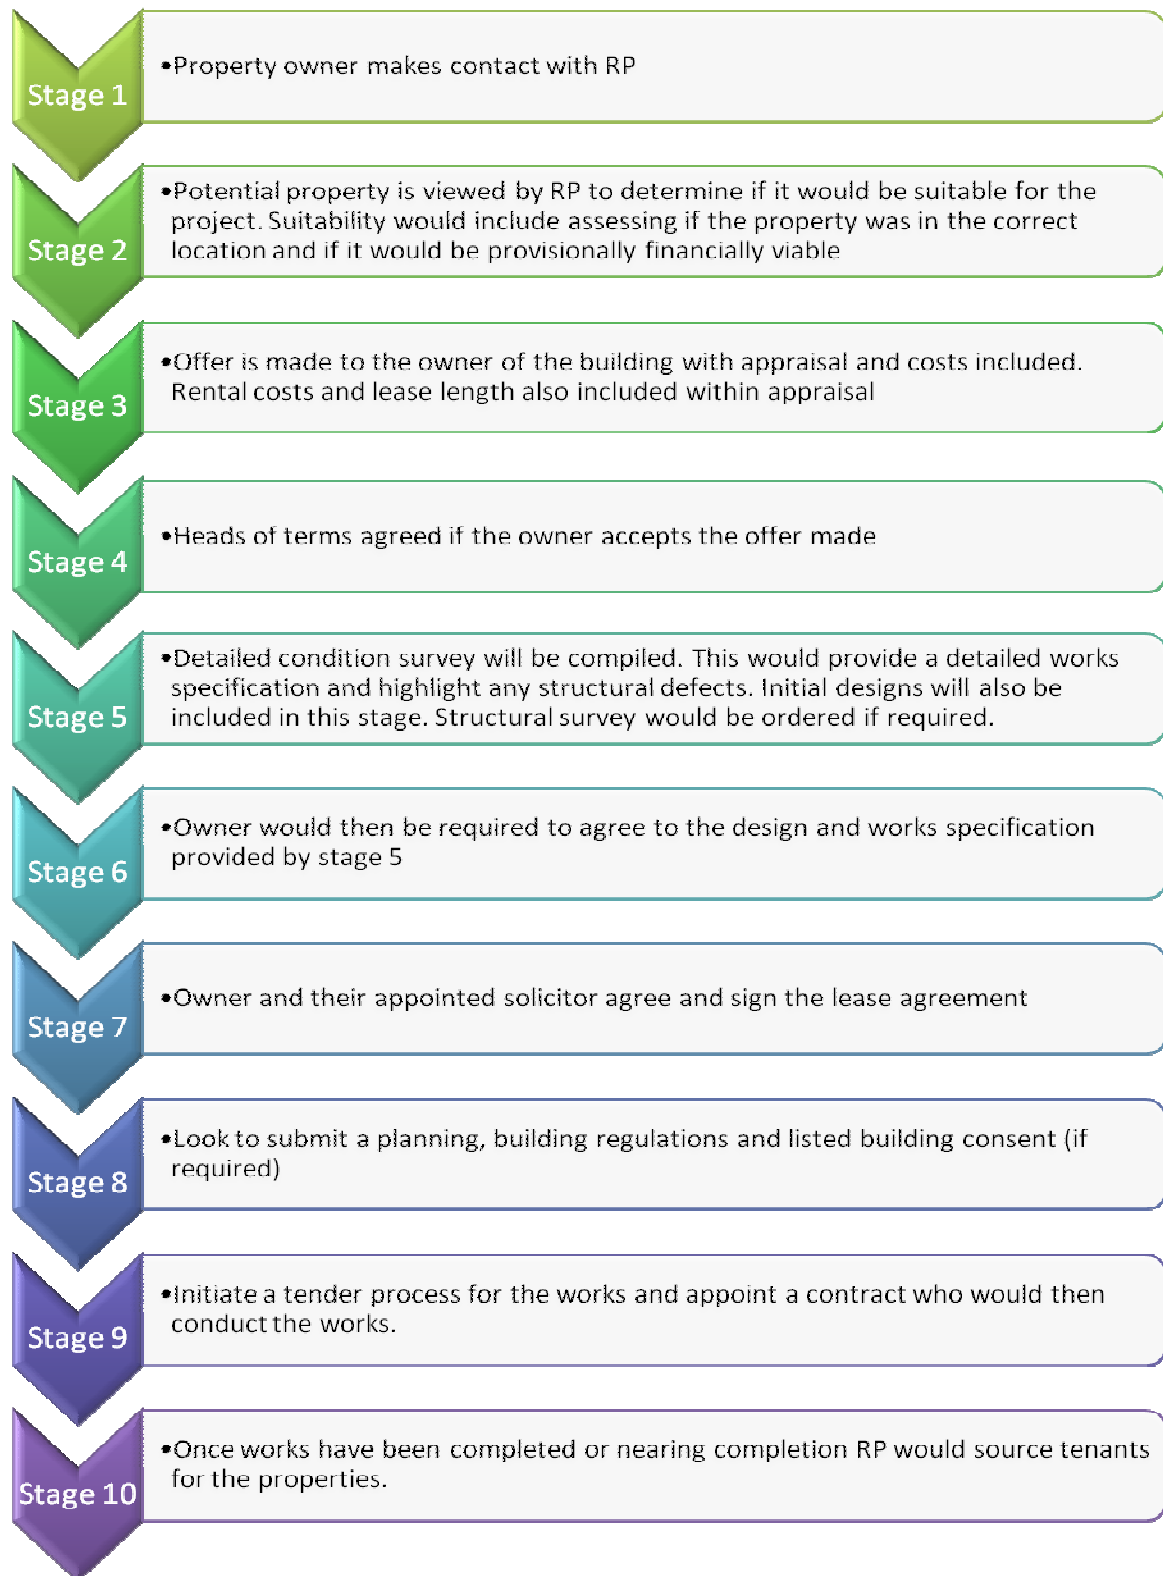 Stage 1
•Property owner makes contact with RP
Stage 2
•Potential property is viewed by RP to determine if it would be suitable for the
project. Suitability would include assessing if the property was in the correct
location and if it would be provisionally financially viable
Stage 3
•Offer is made to the owner of the building with appraisal and costs included.
Rental costs and lease length also included within appraisal
Stage 4
•Heads of terms agreed if the owner accepts the offer made
Stage 5
•Detailed condition survey will be compiled. This would provide a detailed works
specification and highlight any structural defects. Initial designs will also be
included in this stage. Structural survey would be ordered if required.
Stage 6
•Owner would then be required to agree to the design and works specification
provided by stage 5
Stage 7
•Owner and their appointed solicitor agree and sign the lease agreement
Stage 8
•Look to submit a planning, building regulations and listed building consent (if
required)
Stage 9
•Initiate a tender process for the works and appoint a contract who would then
conduct the works.
Stage 10
•Once works have been completed or nearing completion RP would source tenants
for the properties.